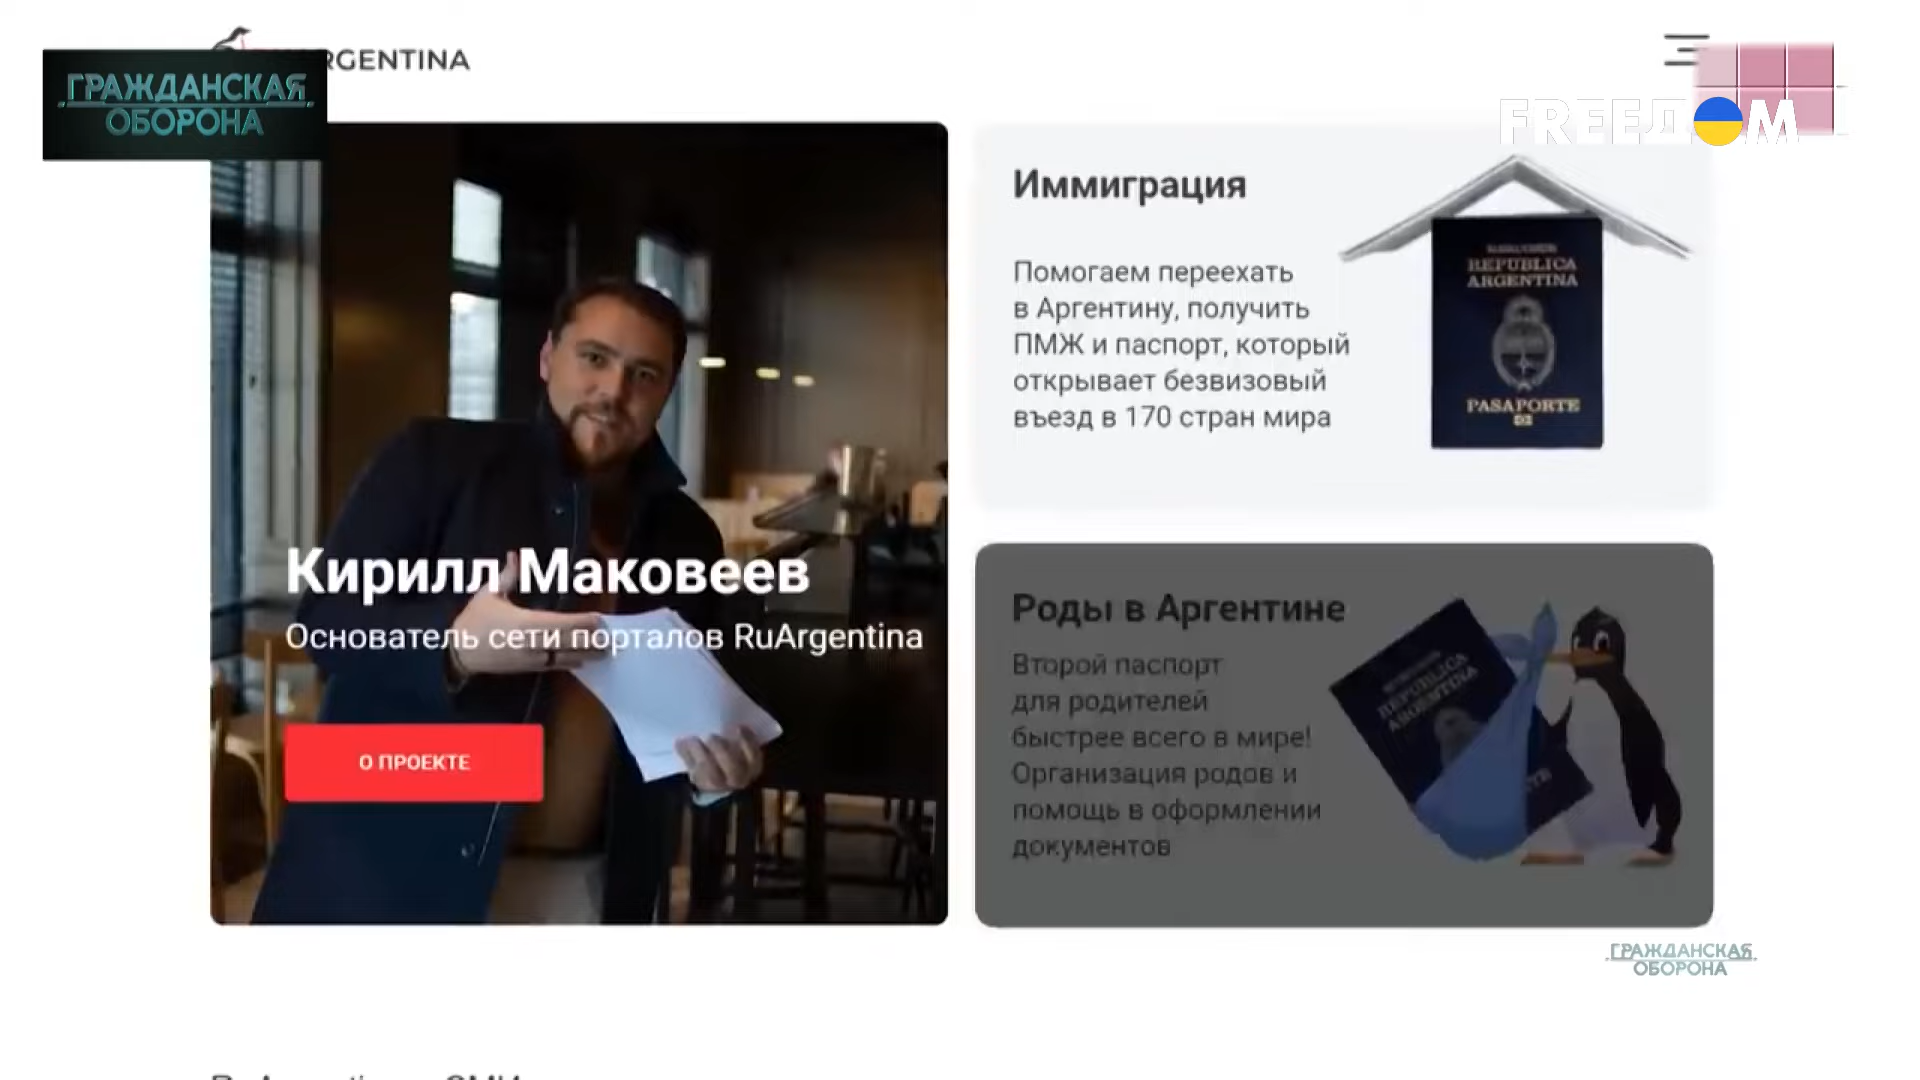 RGENTINA
ГРАЖДАНСКАЯ
ОБОРОНА
FREEДOM
Кирилл Маковеев
Основатель сети порталов RuArgentina
О ПРОЕКТЕ
Иммиграция
Помогаем переехать
в Аргентину, получить
ПМЖ и паспорт, который
открывает безвизовый
въезд в 170 стран мира
REPUBLICA
ARGENTINA
PASAPORTE
Роды в Аргентине
Второй паспорт
для родителей
быстрее всего в мире!
Организация родов и
помощь в оформлении
документов
REPUBLICA
ARGENTINA
ГРАЖДАНСКАЯ
ОБОРОНА